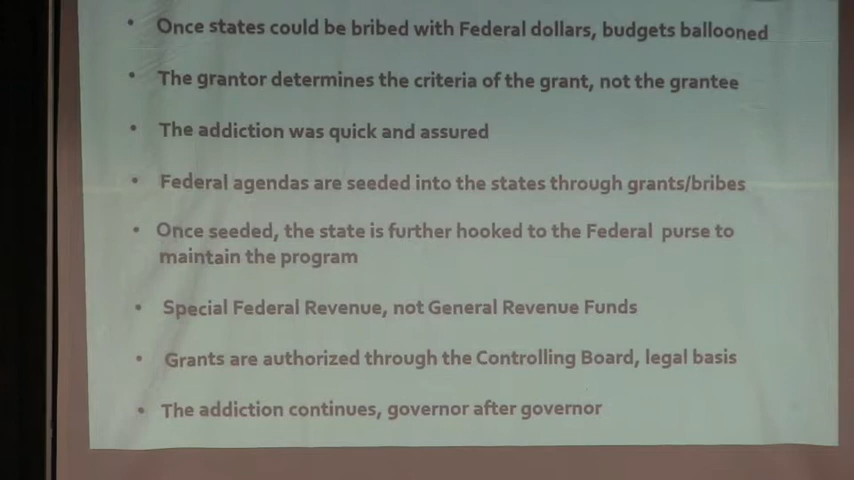 • Once states could be bribed with Federal dollars, budgets ballooned
• The grantor determines the criteria of the grant, not the grantee
• The addiction was quick and assured
• Federal agendas are seeded into the states through grants/bribes
• Once seeded, the state is further hooked to the Federal purse to
maintain the program
• Special Federal Revenue, not General Revenue Funds
• Grants are authorized through the Controlling Board, legal basis
• The addiction continues, governor after governor